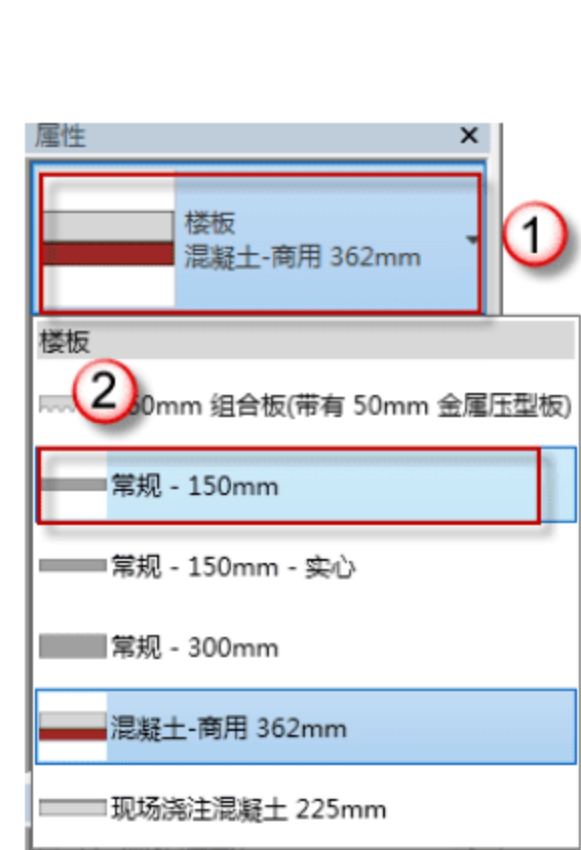 属性
楼板
混凝土-商用 362mm
1
楼板
2
60mm 组合板(带有 50mm 金属压型板)
常规 - 150mm
常规 - 150mm - 实心
常规 - 300mm
混凝土-商用 362mm
现场浇注混凝土 225mm